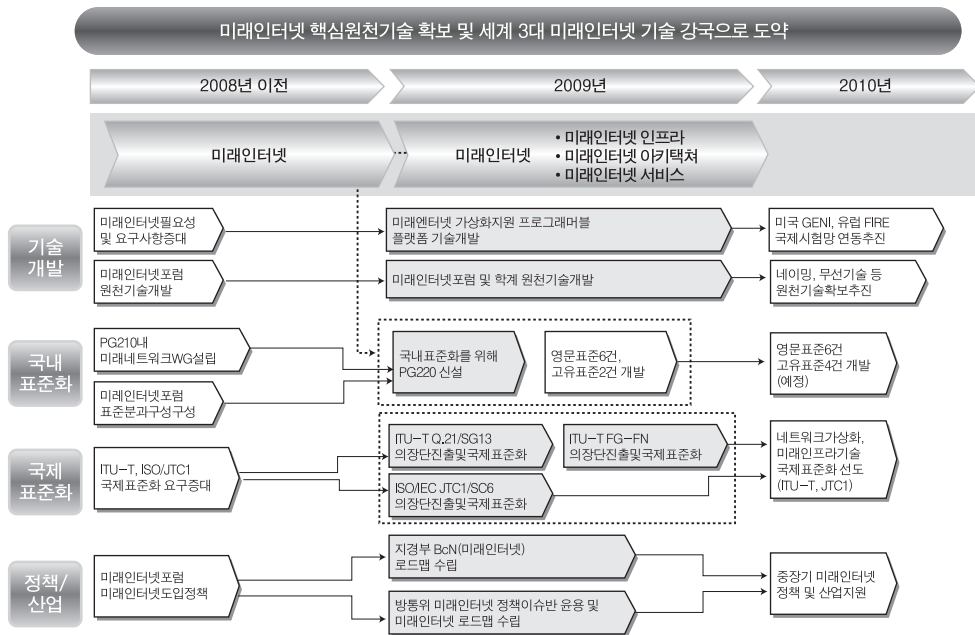 미래인터넷 핵심원천기술 확보 및 세계 3대 미래인터넷 기술 강국으로 도약
2008년 이전
2009년
2010년
미래인터넷
미래인터넷
• 미래인터넷 인프라
• 미래인터넷 아키택쳐
• 미래인터넷 서비스
기술
개발
미래인터넷필요성
및 요구사항증대
미래엔터넷 가상화지원 프로그래머블
플랫폼 기술개발
미국 GENI, 유럽 FIRE
국제시험망 연동추진
미래인터넷포럼
원천기술개발
미래인터넷포럼 및 학계 원천기술개발
네이밍, 무선기술 등
원천기술확보추진
국내
표준화
PG210내
미래네트워크WG설립
미레인터넷포럼
표준분과구성구성
국내표준화를 위해
PG220 신설
영문표준6건,
고유표준2건 개발
영문표준6건
고유표준4건 개발
(예정)
국제
표준화
ITU-T, ISO/JTC1
국제표준화 요구증대
ITU-T Q.21/SG13
의장단진출및국제표준화
ITU-T FG-FN
의장단진출및국제표준화
ISO/IEC JTC1/SC6
의장단진출및국제표준화
네트워크가상화,
미래인프라기술
국제표준화 선도
(ITU-T, JTC1)
정책/
산업
미래인터넷포럼
미래인터넷도입정책
지경부 BcN(미래인터넷)
로드맵 수립
방통위 미래인터넷 정책이슈반 운용 및
미래인터넷 로드맵 수립
중장기 미래인터넷
정책 및 산업지원